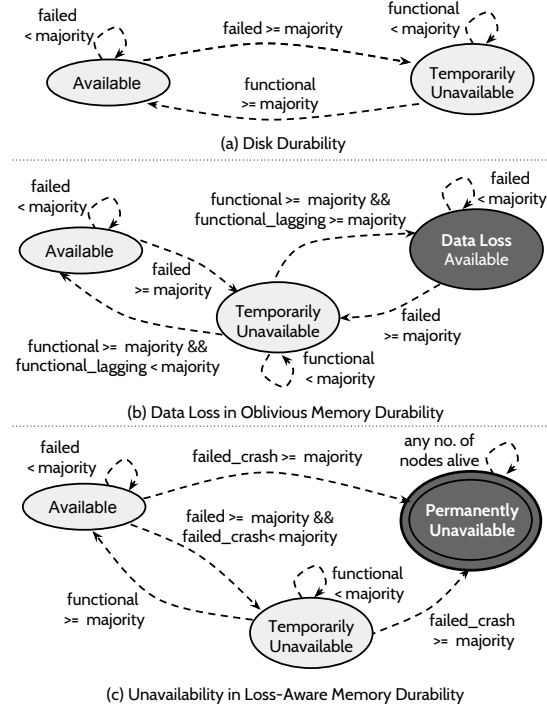 failed
< majority
failed >= majority
functional
< majority
Available
Temporarily
Unavailable
functional
>= majority
(a) Disk Durability
failed
< majority
functional >=  majority &&
functional_lagging >= majority
failed
< majority
Available
Data Loss
Available
failed
>= majority
Temporarily
Unavailable
failed
>= majority
functional >=  majority &&
functional_lagging < majority
functional
< majority
(b) Data Loss in Oblivious Memory Durability
failed
< majority
failed_crash >=  majority
any no. of
nodes alive
Available
Permanently
Unavailable
failed >=  majority &&
failed_crash< majority
functional
>=  majority
functional
< majority
Temporarily
Unavailable
failed_crash
>=  majority
(c) Unavailability in Loss-Aware Memory Durability